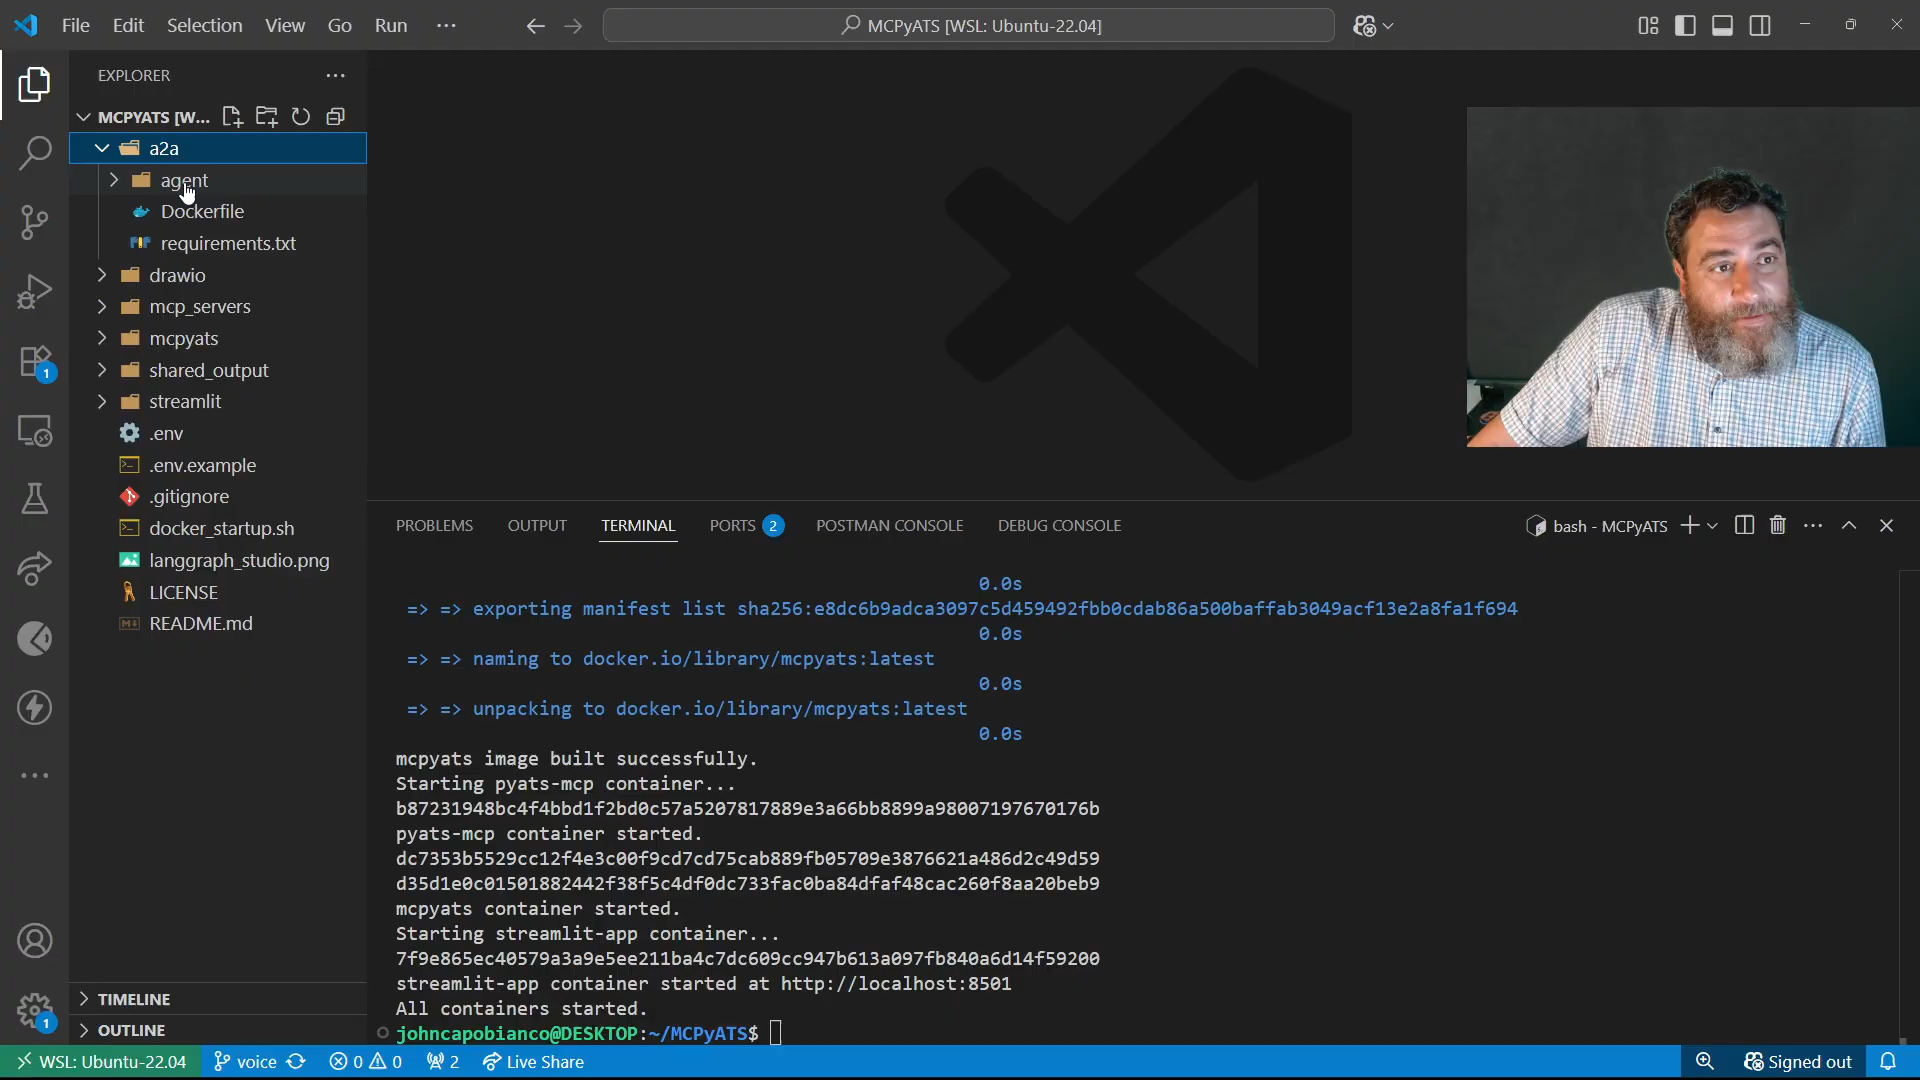 File Edit Selection View Go Run ···
MCPyATS [WSL: Ubuntu-22.04]
EXPLORER
MCPYATS [W...
a2a
agent
Dockerfile
requirements.txt
drawio
mcp_servers
mcpyats
shared_output
streamlit
.env
.env.example
.gitignore
docker_startup.sh
langgraph_studio.png
LICENSE
README.md
TIMELINE
OUTLINE
1
1
PROBLEMS OUTPUT TERMINAL PORTS 2 POSTMAN CONSOLE DEBUG CONSOLE
bash - MCPyATS
0.0s
=> => exporting manifest list sha256:e8dc6b9adca3097c5d459492fbb0cdab86a500baffab3049acf13e2a8fa1f694
0.0s
=> => naming to docker.io/library/mcpyats:latest
0.0s
=> => unpacking to docker.io/library/mcpyats:latest
0.0s
mcpyats image built successfully.
Starting pyats-mcp container...
b87231948bc4f4bbd1f2bd0c57a5207817889e3a66bb8899a98007197670176b
pyats-mcp container started.
dc7353b5529cc12f4e3c00f9cd7cd75cab889fb05709e3876621a486d2c49d59
d35d1e0c01501882442f38f5c4df0dc733fac0ba84dfaf48cac260f8aa20beb9
mcpyats container started.
Starting streamlit-app container...
7f9e865ec40579a3a9e5ee211ba4c7dc609cc947b613a097fb840a6d14f59200
streamlit-app container started at http://localhost:8501
All containers started.
johncapobianco@DESKTOP:~/MCPyATS$
WSL: Ubuntu-22.04 voice 0 0 2 Live Share Signed out